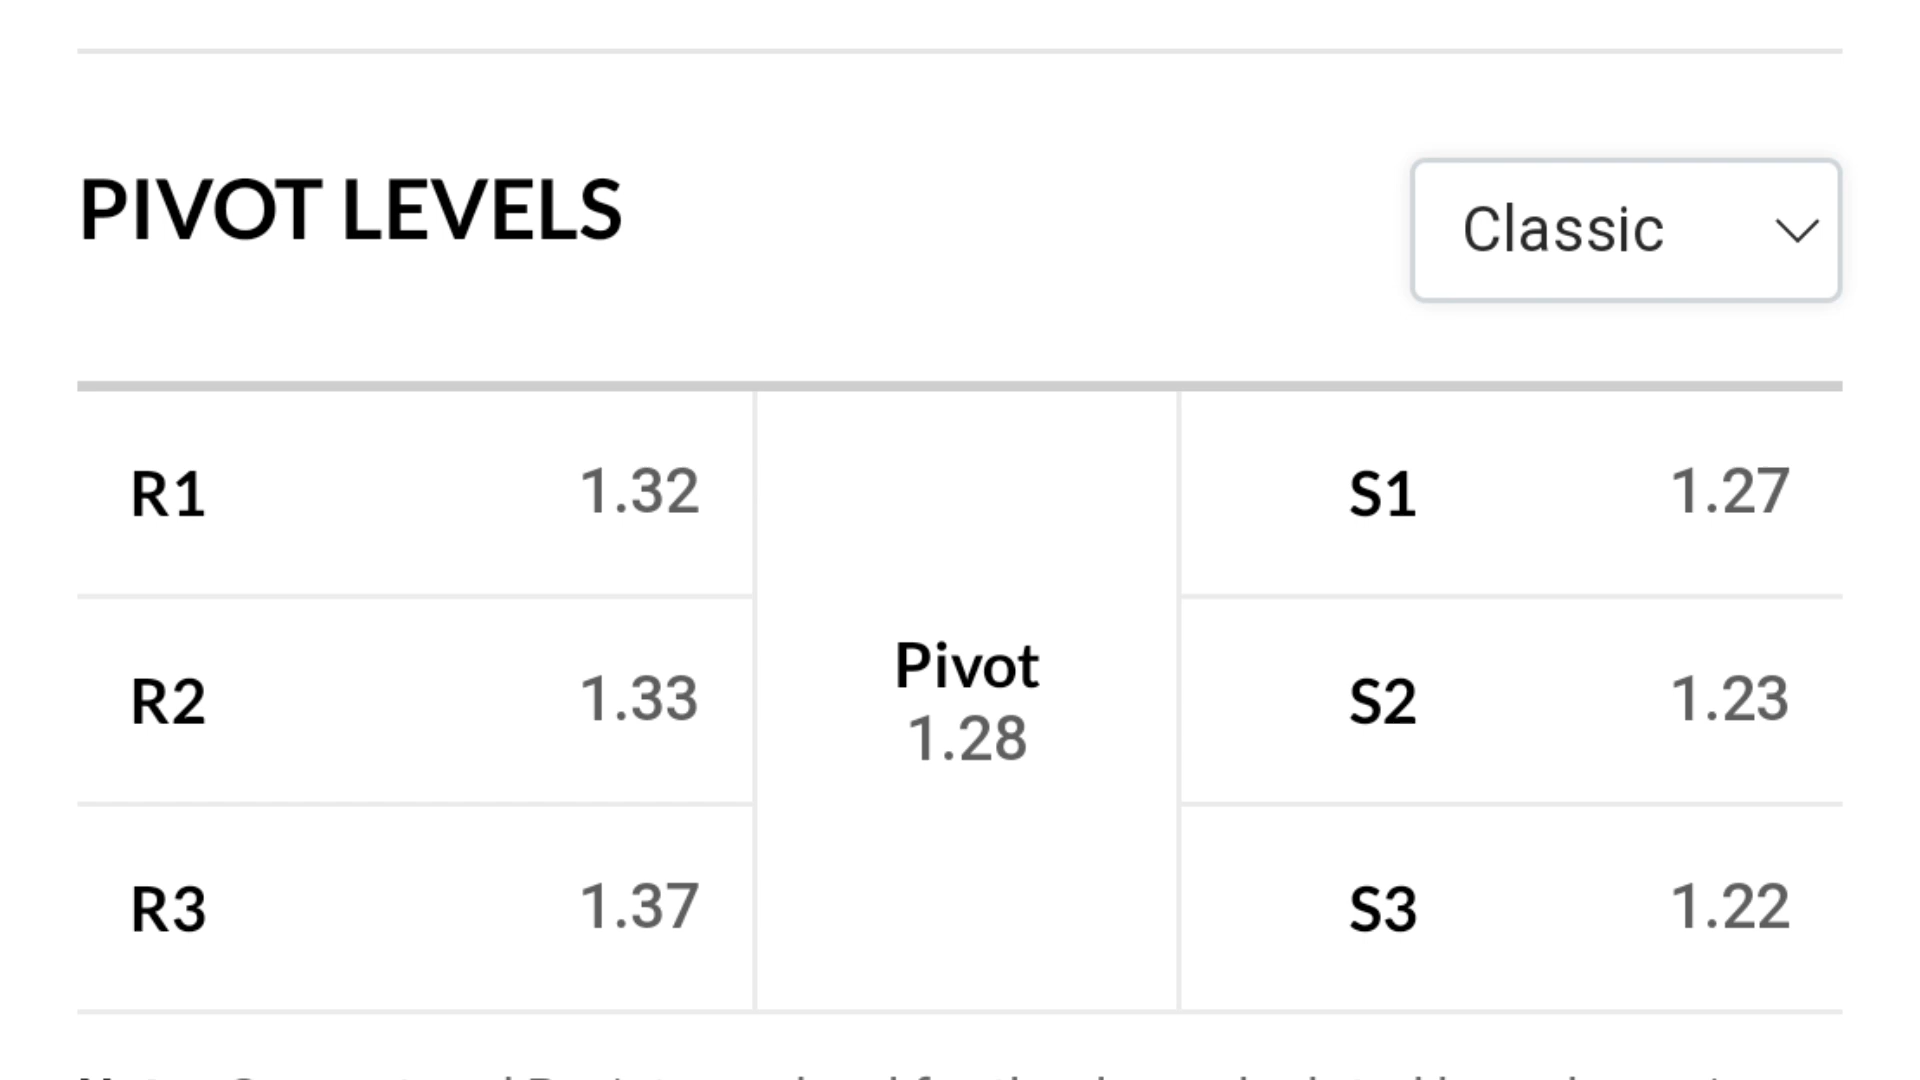 PIVOT LEVELS
Classic
R1 1.32
R2 1.33
R3 1.37
Pivot
1.28
S1 1.27
S2 1.23
S3 1.22